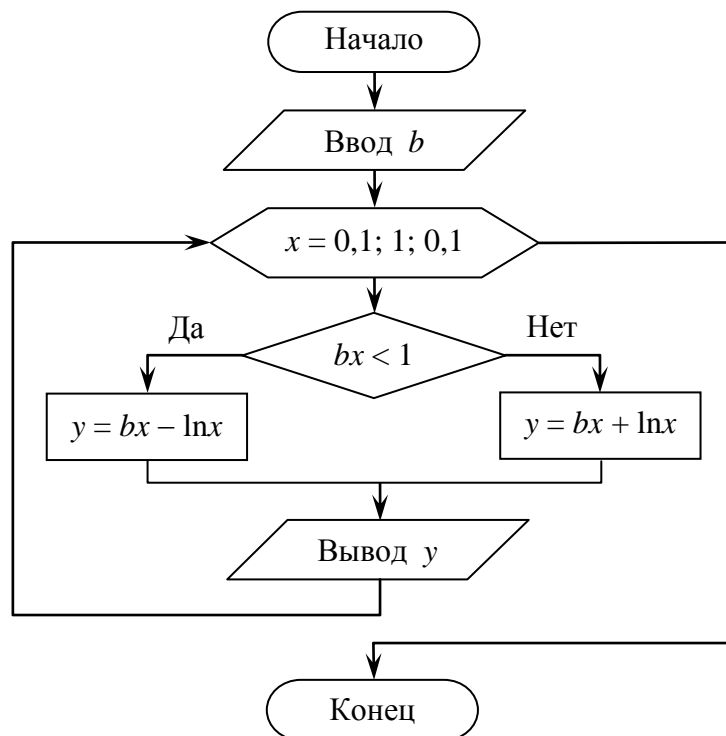 Начало
Ввод b
x = 0,1; 1; 0,1
Да
Нет
bx < 1
y = bx − lnx
y = bx + lnx
Вывод y
Конец